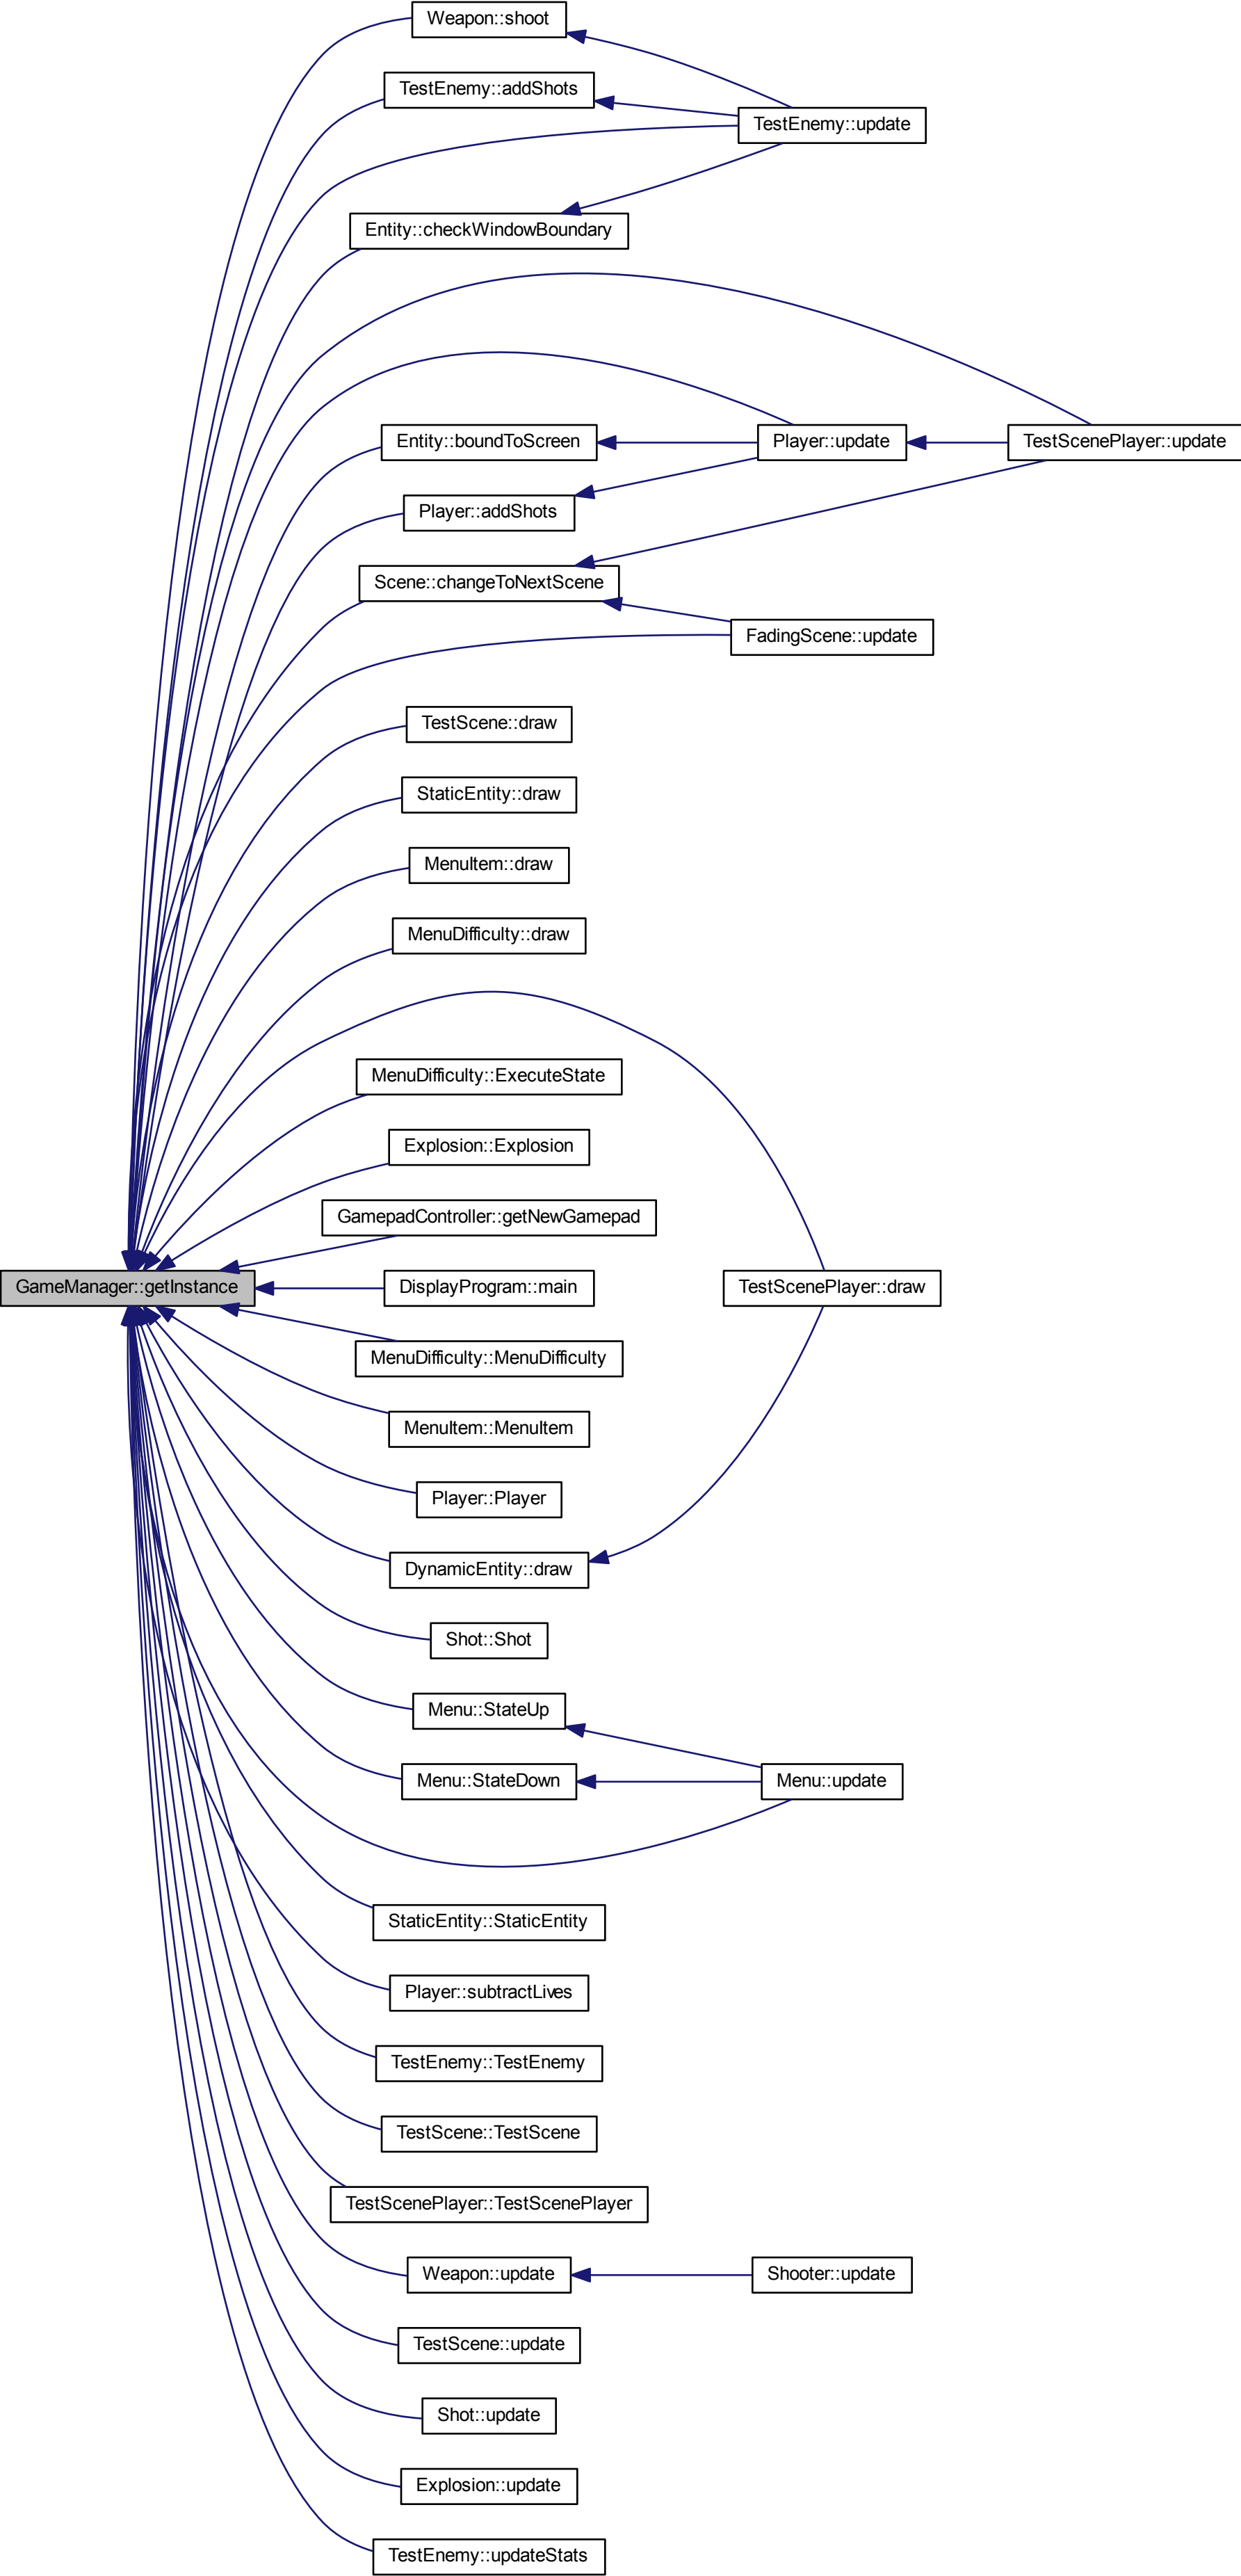 Weapon::shoot
TestEnemy::addShots
TestEnemy::update
Entity::checkWindowBoundary
Entity::boundToScreen
Player::update
TestScenePlayer::update
Player::addShots
Scene::changeToNextScene
FadingScene::update
TestScene::draw
StaticEntity::draw
MenuItem::draw
MenuDifficulty::draw
MenuDifficulty::ExecuteState
Explosion::Explosion
GamepadController::getNewGamepad
GameManager::getInstance
DisplayProgram::main
TestScenePlayer::draw
MenuDifficulty::MenuDifficulty
MenuItem::MenuItem
Player::Player
DynamicEntity::draw
Shot::Shot
Menu::StateUp
Menu::StateDown
Menu::update
StaticEntity::StaticEntity
Player::subtractLives
TestEnemy::TestEnemy
TestScene::TestScene
TestScenePlayer::TestScenePlayer
Weapon::update
Shooter::update
TestScene::update
Shot::update
Explosion::update
TestEnemy::updateStats